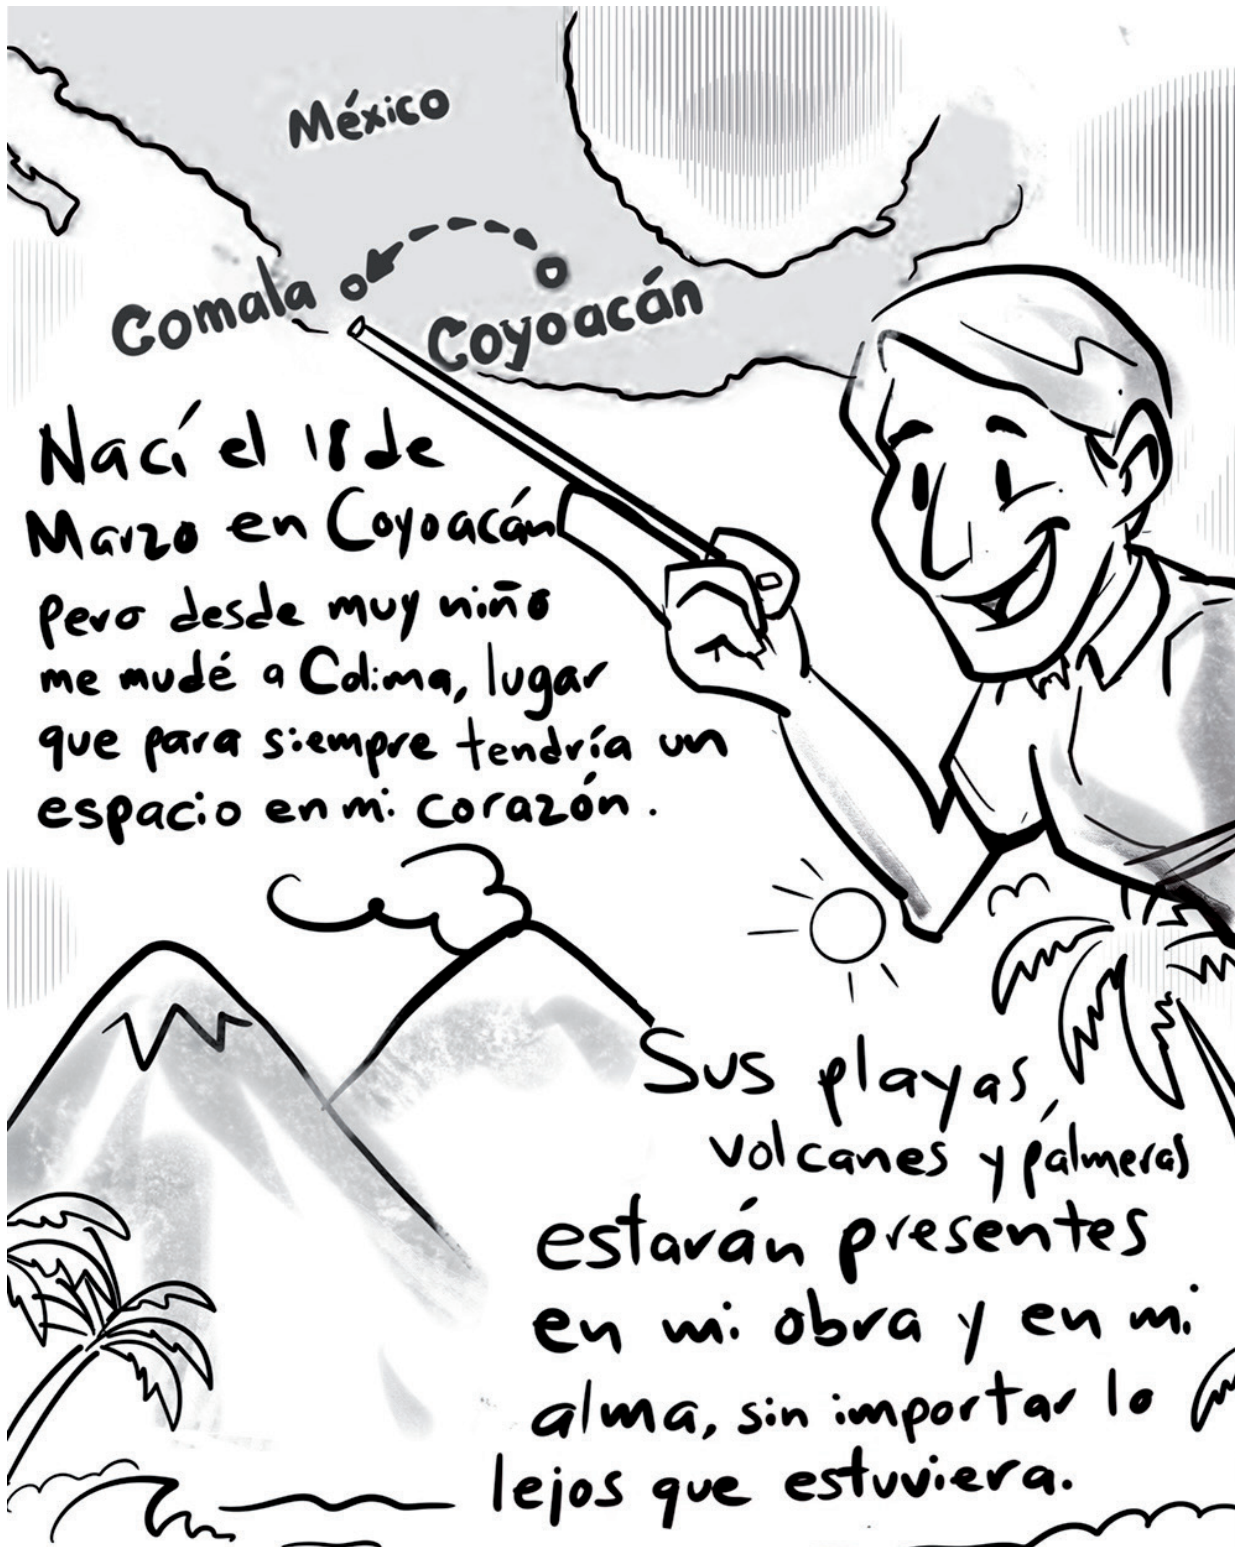 México
Comala
Coyoacán
Nací el 18 de
Marzo en Coyoacán
pero desde muy niño
me mudé a Colima, lugar
que para siempre tendría un
espacio en mi corazón.
Sus playas,
volcanes y palmeras
estarán presentes
en mi obra y en mi
alma, sin importar lo
lejos que estuviera.